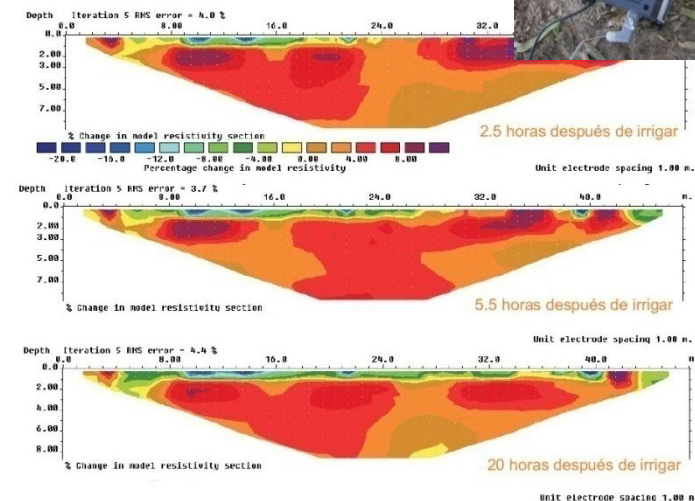 Depth Iteration 5 RMS error = 4.0 %
0.0 8.00 16.0 24.0 32.0
0.0
2.00
3.00
5.00
7.00
2.5 horas después de irrigar
% Change in model resistivity section
-20.0 -16.0 -12.0 -8.00 -4.00 0.00 4.00 8.00
Percentage change in model resistivity
Unit electrode spacing 1.00 m.
Depth Iteration 5 RMS error = 3.7 %
m.
0.0 8.00 16.0 24.0 32.0 40.0
0.0
2.00
3.00
5.00
7.00
5.5 horas después de irrigar
% Change in model resistivity section
Unit electrode spacing 1.00 m.
Depth Iteration 5 RMS error = 4.4 %
m
0.0 8.00 16.0 24.0 32.0 40.0
0.0
2.00
4.00
6.00
8.00
20 horas después de irrigar
% Change in model resistivity section
Unit electrode spacing 1.00 m